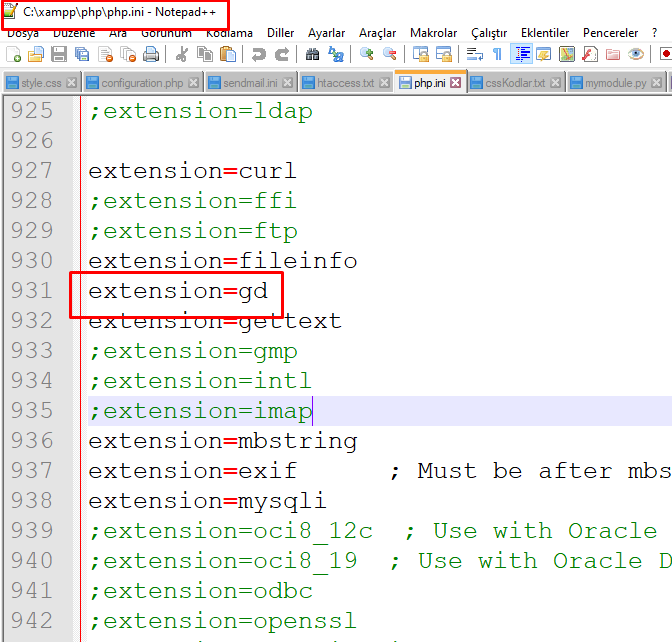 C:\xampp\php\php.ini - Notepad++
Dosya Düzenle Ara Görünüm Kodlama Diller Ayarlar Araçlar Makrolar Çalıştır Eklentiler Pencereler ?
style.css configuration.php sendmail.ini htaccess.txt php.ini cssKodlar.txt mymodule.py
925 ;extension=ldap
926
927 extension=curl
928 ;extension=ffi
929 ;extension=ftp
930 extension=fileinfo
931 extension=gd
932 extension=gettext
933 ;extension=gmp
934 ;extension=intl
935 ;extension=imap
936 extension=mbstring
937 extension=exif ; Must be after mbs
938 extension=mysqli
939 ;extension=oci8_12c ; Use with Oracle
940 ;extension=oci8_19 ; Use with Oracle D
941 ;extension=odbc
942 ;extension=openssl